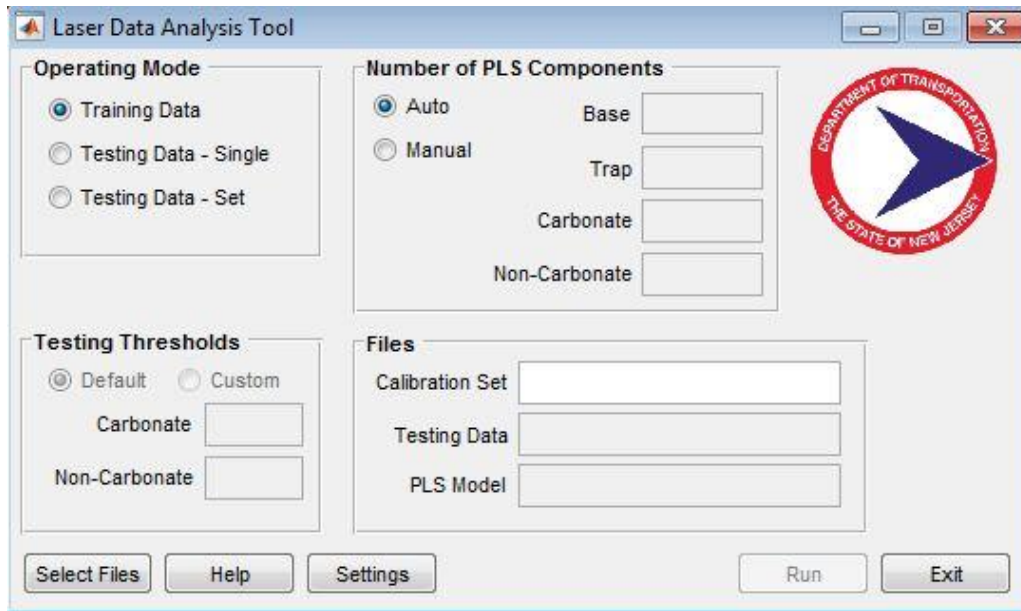 Laser Data Analysis Tool
Operating Mode
Training Data
Testing Data - Single
Testing Data - Set
Number of PLS Components
Auto
Manual
Base
Trap
Carbonate
Non-Carbonate
DEPARTMENT OF TRANSPORTATION
THE STATE OF NEW JERSEY
Testing Thresholds
Default Custom
Carbonate
Non-Carbonate
Files
Calibration Set
Testing Data
PLS Model
Select Files Help Settings Run Exit